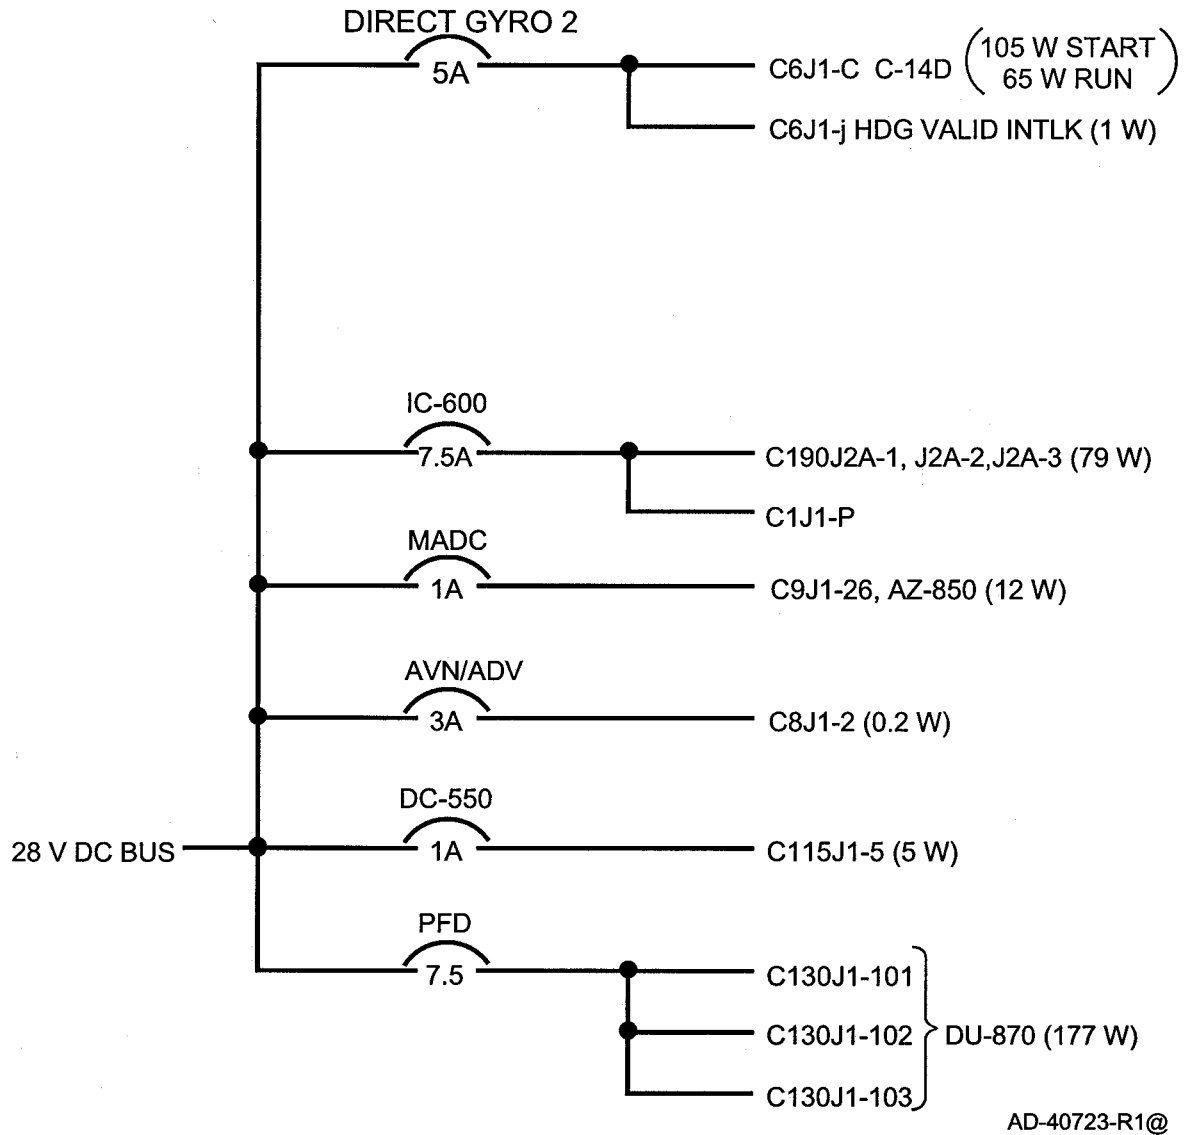 DIRECT GYRO 2
5A
C6J1-C C-14D (105 W START
65 W RUN)
C6J1-j HDG VALID INTLK (1 W)
IC-600
7.5A
C190J2A-1, J2A-2,J2A-3 (79 W)
C1J1-P
MADC
1A
C9J1-26, AZ-850 (12 W)
AVN/ADV
3A
C8J1-2 (0.2 W)
DC-550
28 V DC BUS
1A
C115J1-5 (5 W)
PFD
7.5
C130J1-101
C130J1-102
DU-870 (177 W)
C130J1-103
AD-40723-R1@